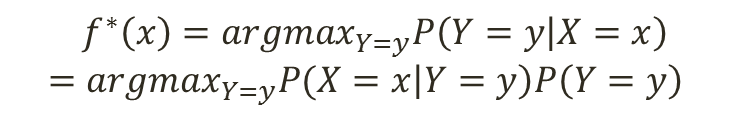 f*(x) = argmax_{Y=y}P(Y = y|X = x)
= argmax_{Y=y}P(X = x|Y = y)P(Y = y)